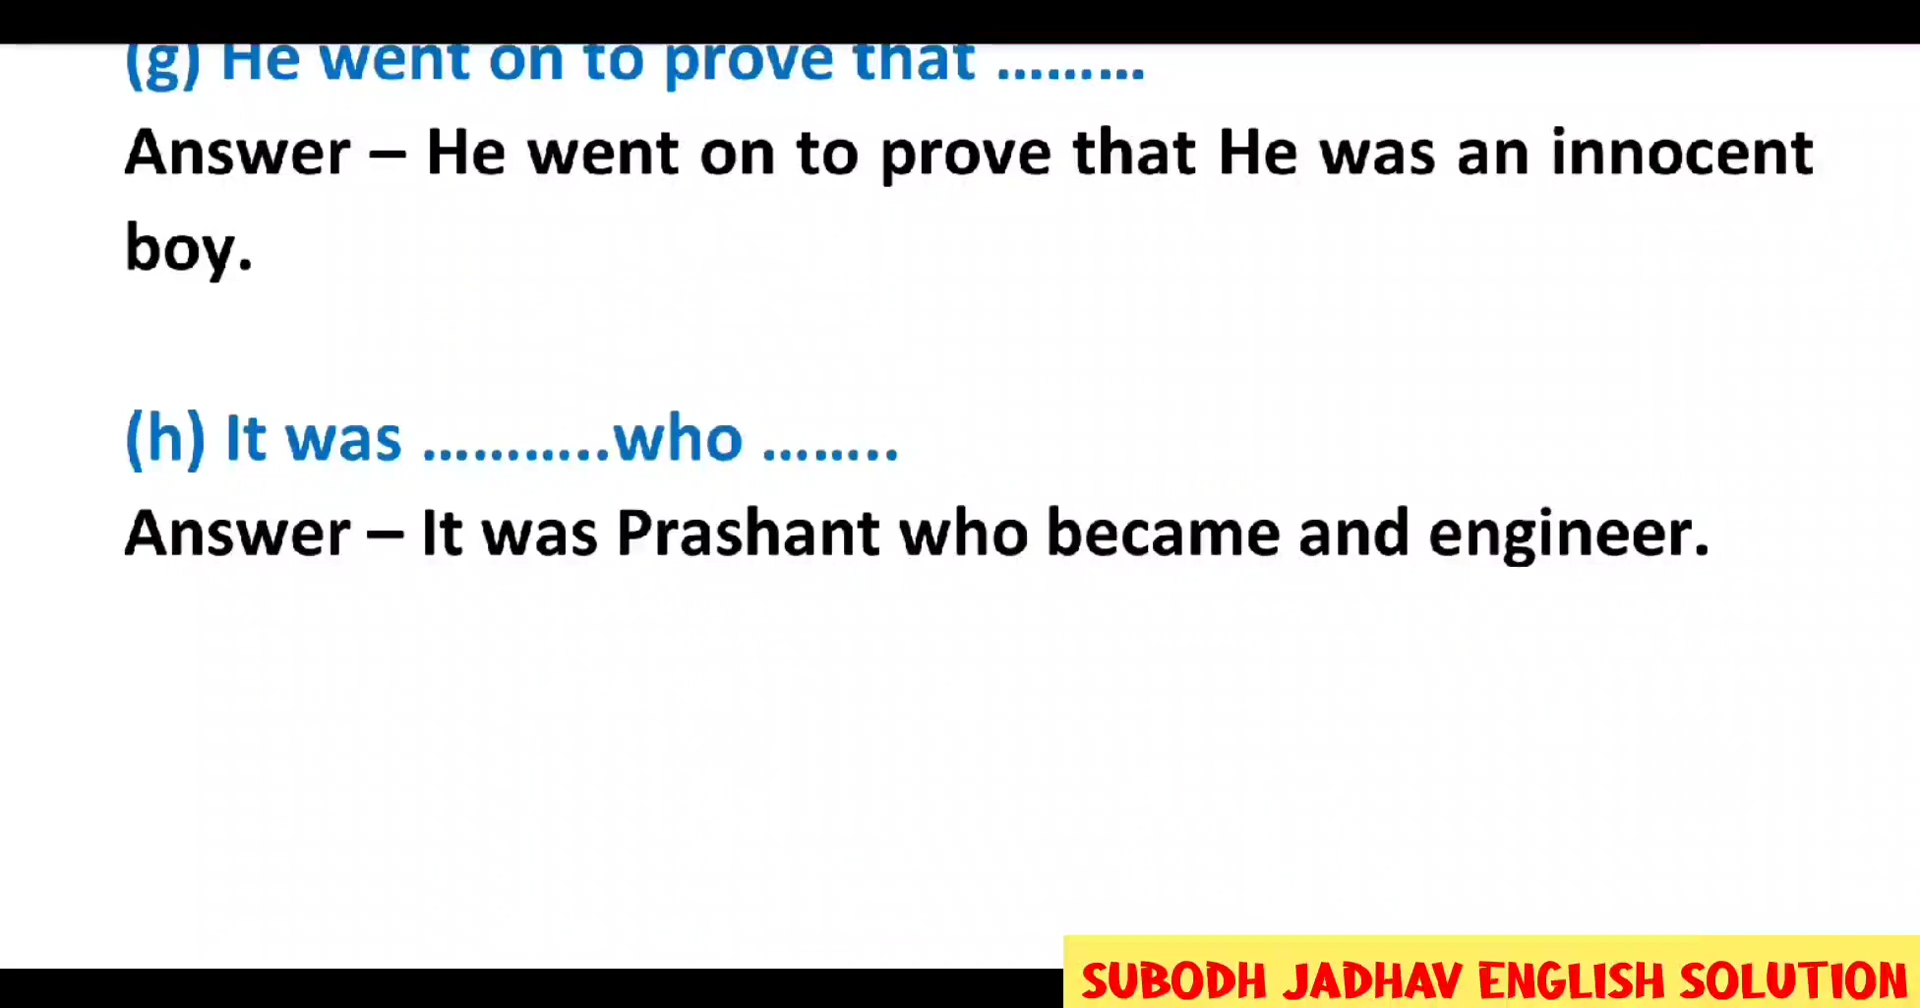 (g) He went on to prove that .........
Answer – He went on to prove that He was an innocent
boy.
(h) It was ...........who ........
Answer – It was Prashant who became and engineer.
SUBODH JADHAV ENGLISH SOLUTION